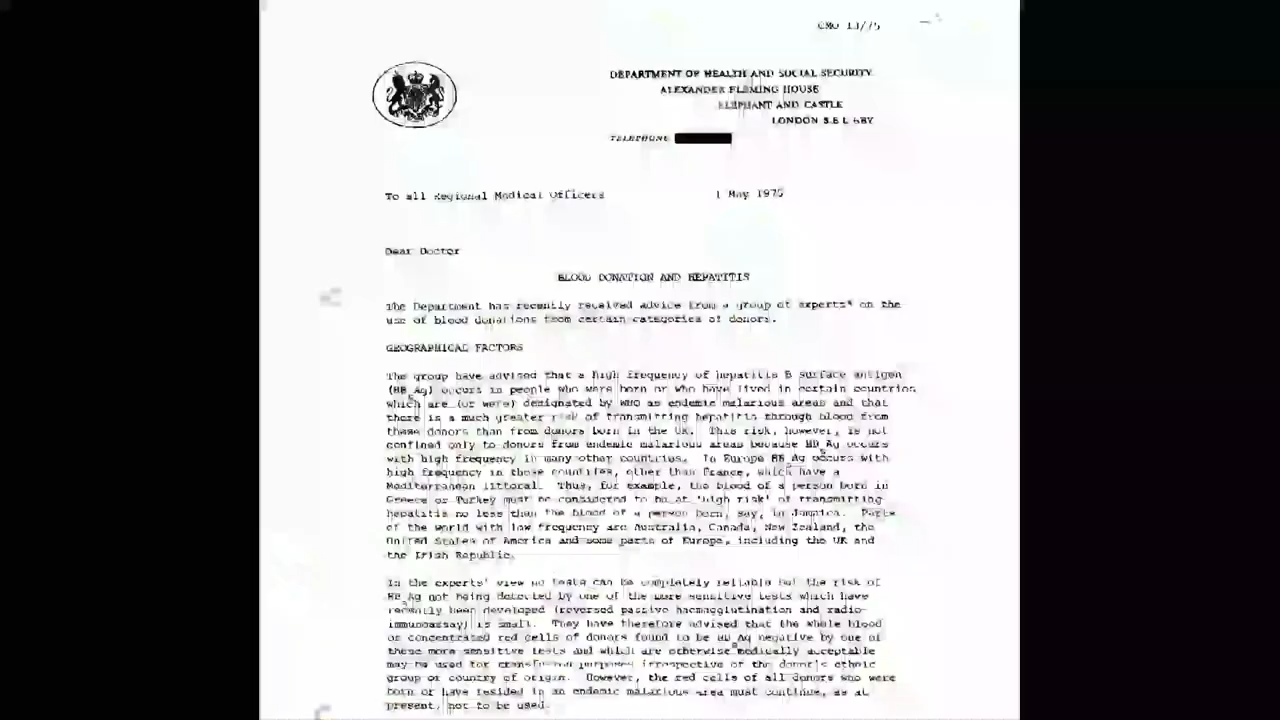 CMO 13/75
DEPARTMENT OF HEALTH AND SOCIAL SECURITY
ALEXANDER FLEMING HOUSE
ELEPHANT AND CASTLE
LONDON S E 1 6BY
TELEPHONE
To all Regional Medical Officers 1 May 1975
Dear Doctor
BLOOD DONATION AND HEPATITIS
The Department has recently received advice from a group of experts* on the
use of blood donations from certain categories of donors.
GEOGRAPHICAL FACTORS
The group have advised that a high frequency of hepatitis B surface antigen
(HB Ag) occurs in people who were born or who have lived in certain countries
which are (or were) designated by WHO as endemic malarious areas and that
there is a much greater risk of transmitting hepatitis through blood from
these donors than from donors born in the UK. This risk, however, is not
confined only to donors from endemic malarious areas because HB Ag occurs
with high frequency in many other countries. In Europe HB Ag occurs with
high frequency in those countries, other than France, which have a
Mediterranean littoral. Thus, for example, the blood of a person born in
Greece or Turkey must be considered to be at 'high risk' of transmitting
hepatitis no less than the blood of a person born, say, in Jamaica. Parts
of the world with low frequency are Australia, Canada, New Zealand, the
United States of America and some parts of Europe, including the UK and
the Irish Republic.
In the experts' view no tests can be completely reliable but the risk of
HB Ag not being detected by one of the more sensitive tests which have
recently been developed (reversed passive haemagglutination and radio-
immunoassay) is small. They have therefore advised that the whole blood
or concentrated red cells of donors found to be HB Ag negative by one of
these more sensitive tests and which are otherwise medically acceptable
may be used for transfusion purposes irrespective of the donor's ethnic
group or country of origin. However, the red cells of all donors who were
born or have resided in an endemic malarious area must continue, as at
present, not to be used.